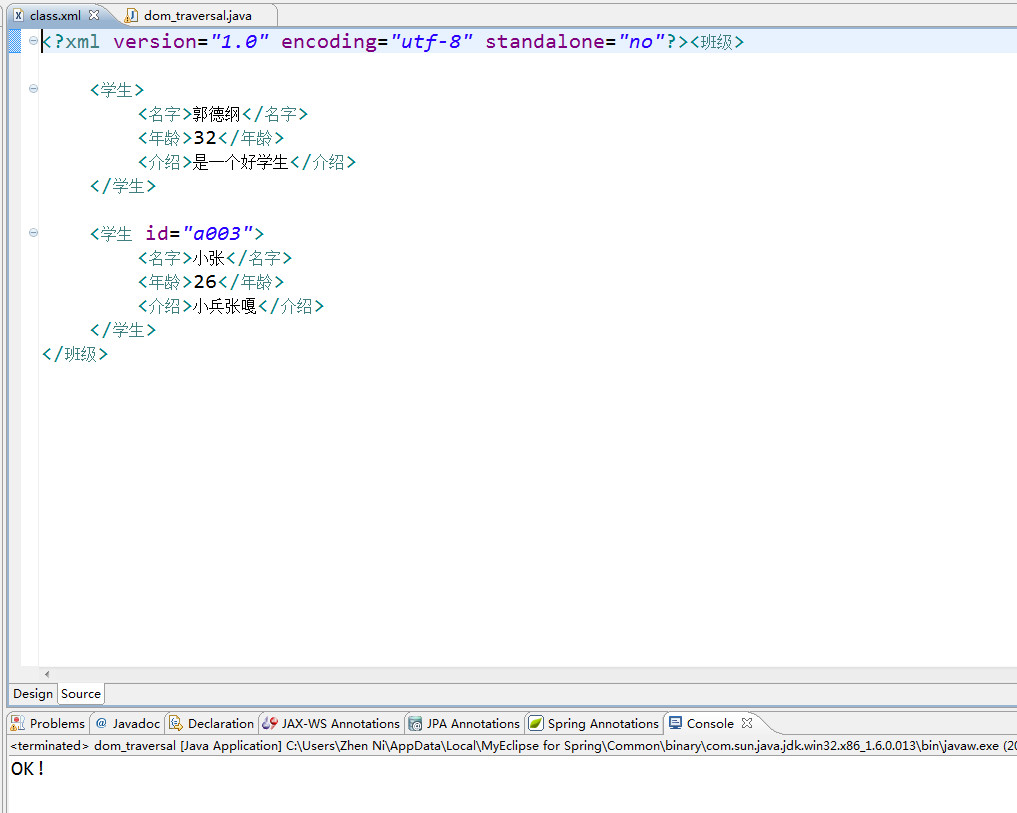 class.xml dom_traversal.java
<?xml version="1.0" encoding="utf-8" standalone="no"?><班级>
<学生>
<名字>郭德纲</名字>
<年龄>32</年龄>
<介绍>是一个好学生</介绍>
</学生>
<学生 id="a003">
<名字>小张</名字>
<年龄>26</年龄>
<介绍>小兵张嘎</介绍>
</学生>
</班级>
Design Source
Problems @ Javadoc Declaration JAX-WS Annotations JPA Annotations Spring Annotations Console
<terminated> dom_traversal [Java Application] C:\Users\Zhen Ni\AppData\Local\MyEclipse for Spring\Common\binary\com.sun.java.jdk.win32.x86_1.6.0.013\bin\javaw.exe (20
OK!